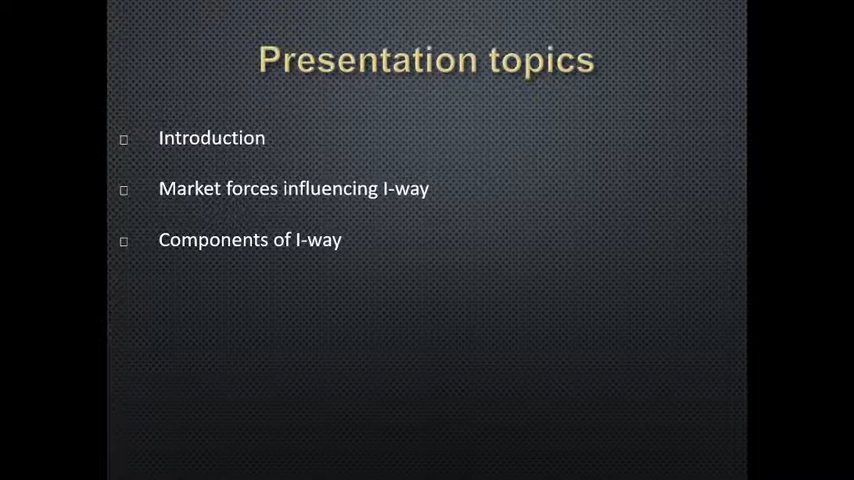 Presentation topics
Introduction
Market forces influencing I-way
Components of I-way